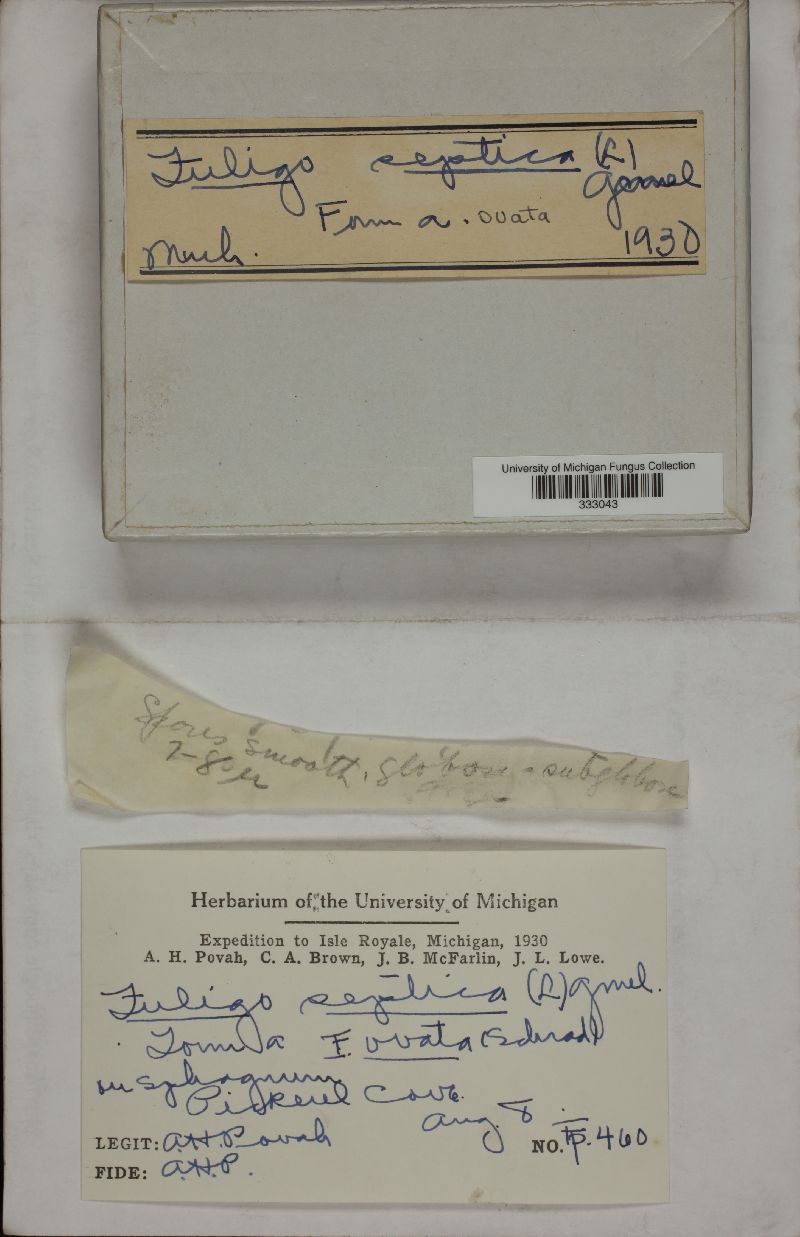 Fuligo septica (L)
Gmel
Form a. ovata
Mich. 1930
University of Michigan Fungus Collection
333043
Spores smooth, globose - subglobose
7-8 u
Herbarium of the University of Michigan
Expedition to Isle Royale, Michigan, 1930
A. H. Povah, C. A. Brown, J. B. McFarlin, J. L. Lowe.
Fuligo septica (L) Gmel.
Form a F. ovata (Schrad)
on sphagnum
Pickerel Cove.
Aug. 8.
LEGIT: A.H. Povah NO. 460
FIDE: A.H.P.